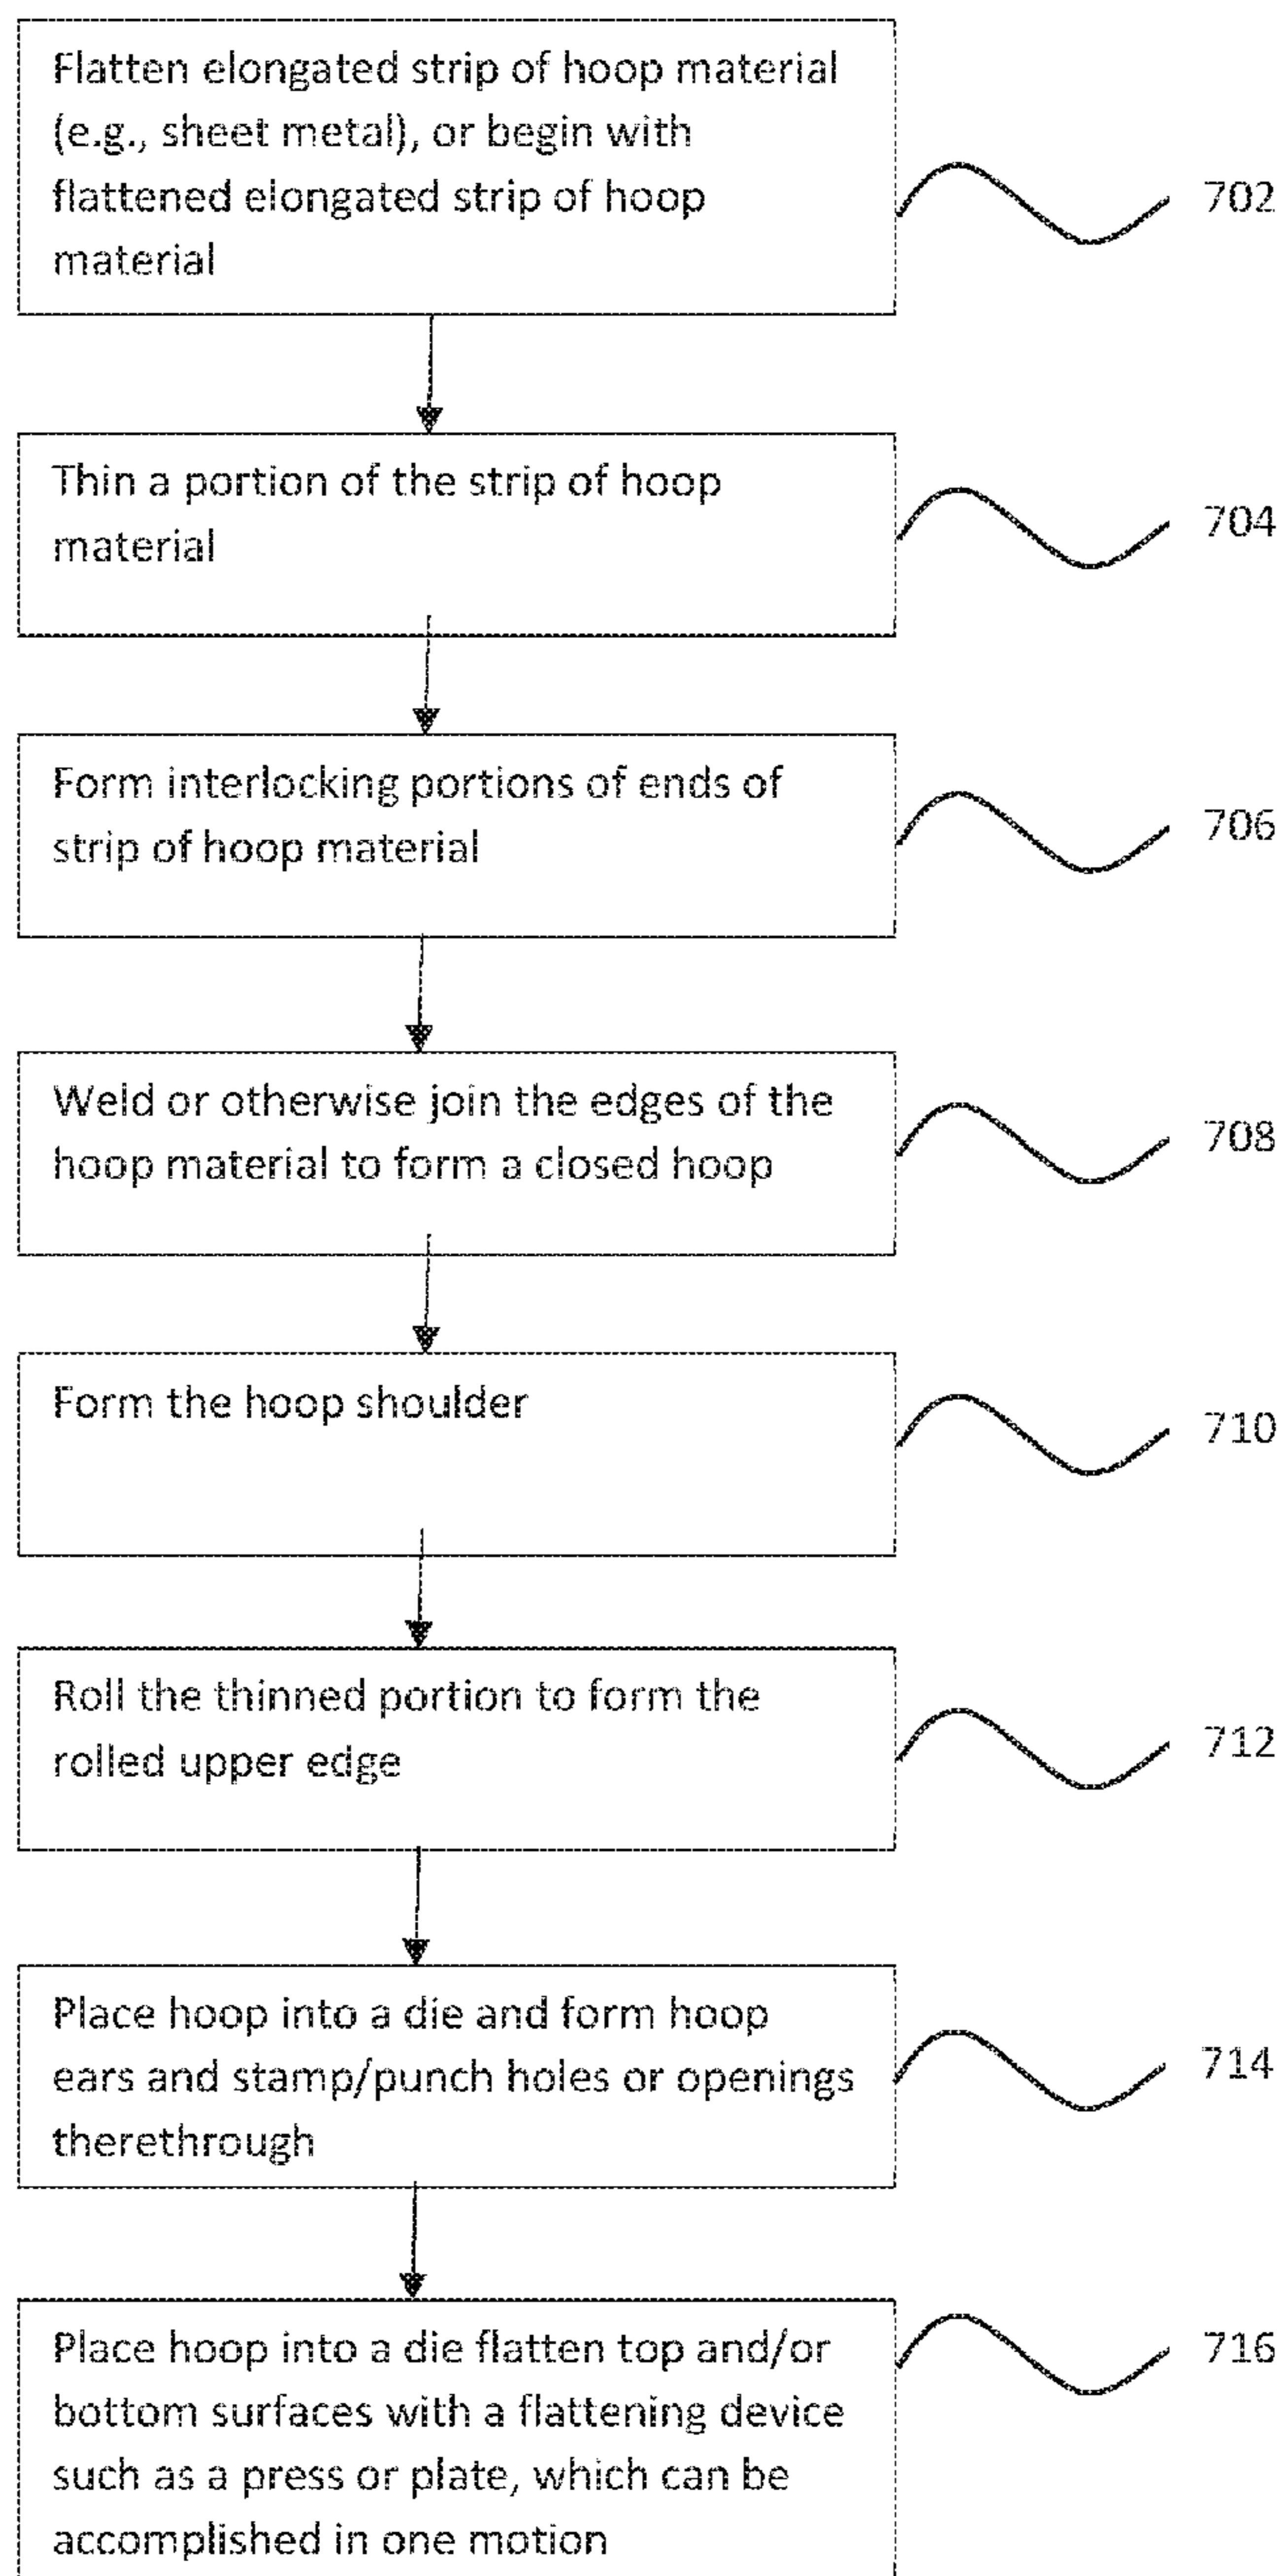 Flatten elongated strip of hoop material
(e.g., sheet metal), or begin with
flattened elongated strip of hoop
material
702
Thin a portion of the strip of hoop
material
704
Form interlocking portions of ends of
strip of hoop material
706
Weld or otherwise join the edges of the
hoop material to form a closed hoop
708
Form the hoop shoulder
710
Roll the thinned portion to form the
rolled upper edge
712
Place hoop into a die and form hoop
ears and stamp/punch holes or openings
therethrough
714
Place hoop into a die flatten top and/or
bottom surfaces with a flattening device
such as a press or plate, which can be
accomplished in one motion
716